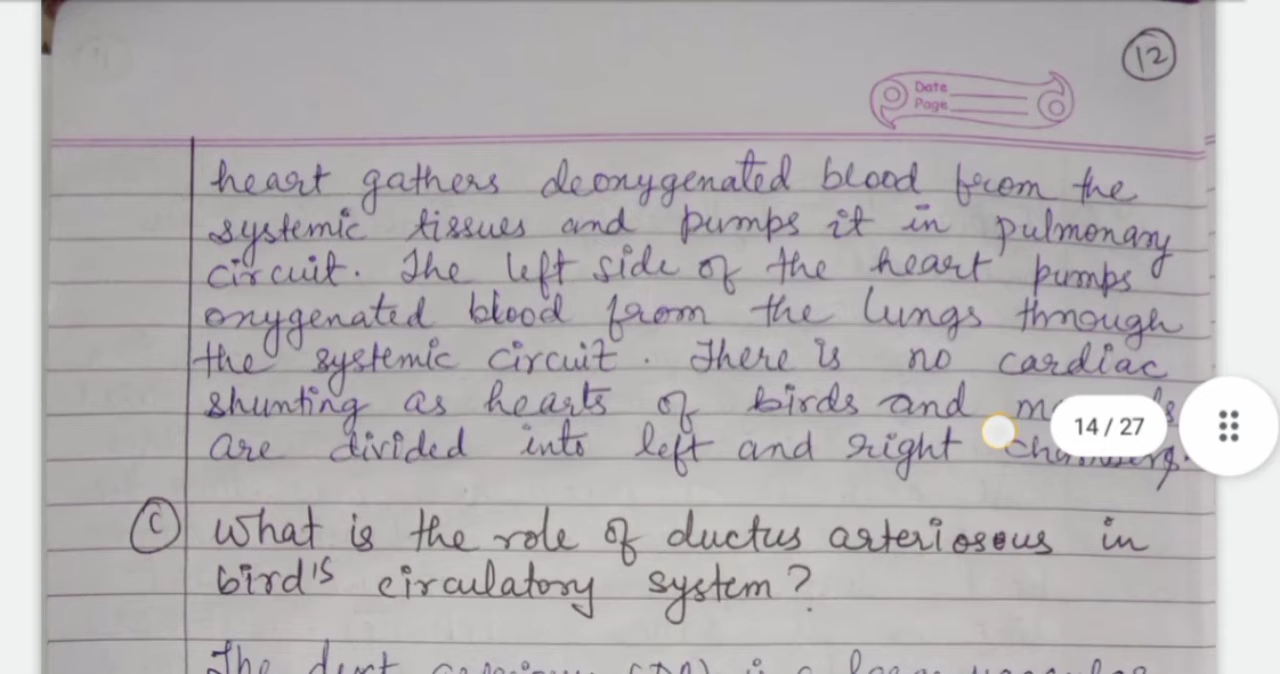 12
Date
Page
heart gathers deoxygenated blood from the
systemic tissues and pumps it in pulmonary
circuit. The left side of the heart pumps
oxygenated blood from the lungs through
the systemic circuit. There is no cardiac
shunting as hearts of birds and
are divided into left and right
14 / 27
C What is the role of ductus arteriosous in
bird's circulatory system?
The